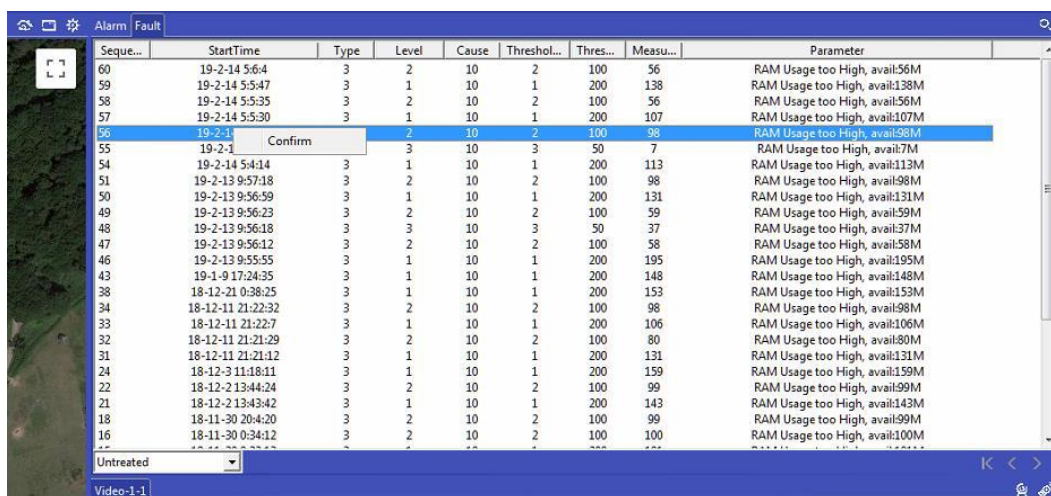 Alarm Fault
Seque... StartTime Type Level Cause Threshol... Thres... Measu... Parameter
60 19-2-14 5:6:4 3 2 10 2 100 56 RAM Usage too High, avail:56M
59 19-2-14 5:5:47 3 1 10 1 200 138 RAM Usage too High, avail:138M
58 19-2-14 5:5:35 3 2 10 2 100 56 RAM Usage too High, avail:56M
57 19-2-14 5:5:30 3 1 10 1 200 107 RAM Usage too High, avail:107M
56 19-2-1 2 10 2 100 98 RAM Usage too High, avail:98M
Confirm
55 19-2-1 3 10 3 50 7 RAM Usage too High, avail:7M
54 19-2-14 5:4:14 3 1 10 1 200 113 RAM Usage too High, avail:113M
51 19-2-13 9:57:18 3 2 10 2 100 98 RAM Usage too High, avail:98M
50 19-2-13 9:56:59 3 1 10 1 200 131 RAM Usage too High, avail:131M
49 19-2-13 9:56:23 3 2 10 2 100 59 RAM Usage too High, avail:59M
48 19-2-13 9:56:18 3 3 10 3 50 37 RAM Usage too High, avail:37M
47 19-2-13 9:56:12 3 2 10 2 100 58 RAM Usage too High, avail:58M
46 19-2-13 9:55:55 3 1 10 1 200 195 RAM Usage too High, avail:195M
43 19-1-9 17:24:35 3 1 10 1 200 148 RAM Usage too High, avail:148M
38 18-12-21 0:38:25 3 1 10 1 200 153 RAM Usage too High, avail:153M
34 18-12-11 21:22:32 3 2 10 2 100 98 RAM Usage too High, avail:98M
33 18-12-11 21:22:7 3 1 10 1 200 106 RAM Usage too High, avail:106M
32 18-12-11 21:21:29 3 2 10 2 100 80 RAM Usage too High, avail:80M
31 18-12-11 21:21:12 3 1 10 1 200 131 RAM Usage too High, avail:131M
24 18-12-3 11:18:11 3 1 10 1 200 159 RAM Usage too High, avail:159M
22 18-12-2 13:44:24 3 2 10 2 100 99 RAM Usage too High, avail:99M
21 18-12-2 13:43:42 3 1 10 1 200 143 RAM Usage too High, avail:143M
18 18-11-30 20:4:20 3 2 10 2 100 99 RAM Usage too High, avail:99M
16 18-11-30 0:34:12 3 2 10 2 100 100 RAM Usage too High, avail:100M
Untreated
Video-1-1